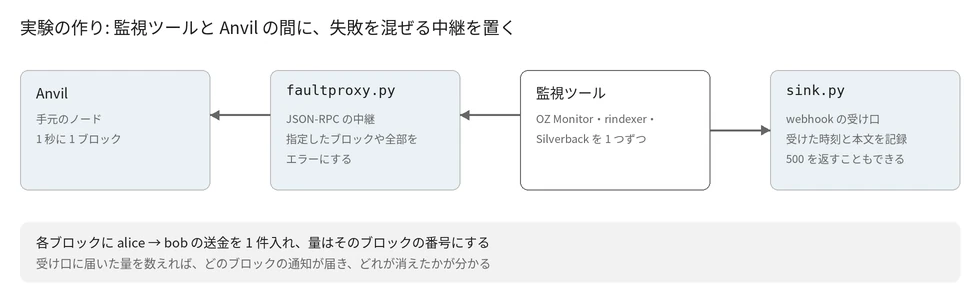 実験の作り: 監視ツールと Anvil の間に、失敗を混ぜる中継を置く
Anvil
手元のノード
1 秒に 1 ブロック
faultproxy.py
JSON-RPC の中継
指定したブロックや全部を
エラーにする
監視ツール
OZ Monitor・rindexer・
Silverback を 1 つずつ
sink.py
webhook の受け口
受けた時刻と本文を記録
500 を返すこともできる
各ブロックに alice → bob の送金を 1 件入れ、量はそのブロックの番号にする
受け口に届いた量を数えれば、どのブロックの通知が届き、どれが消えたかが分かる